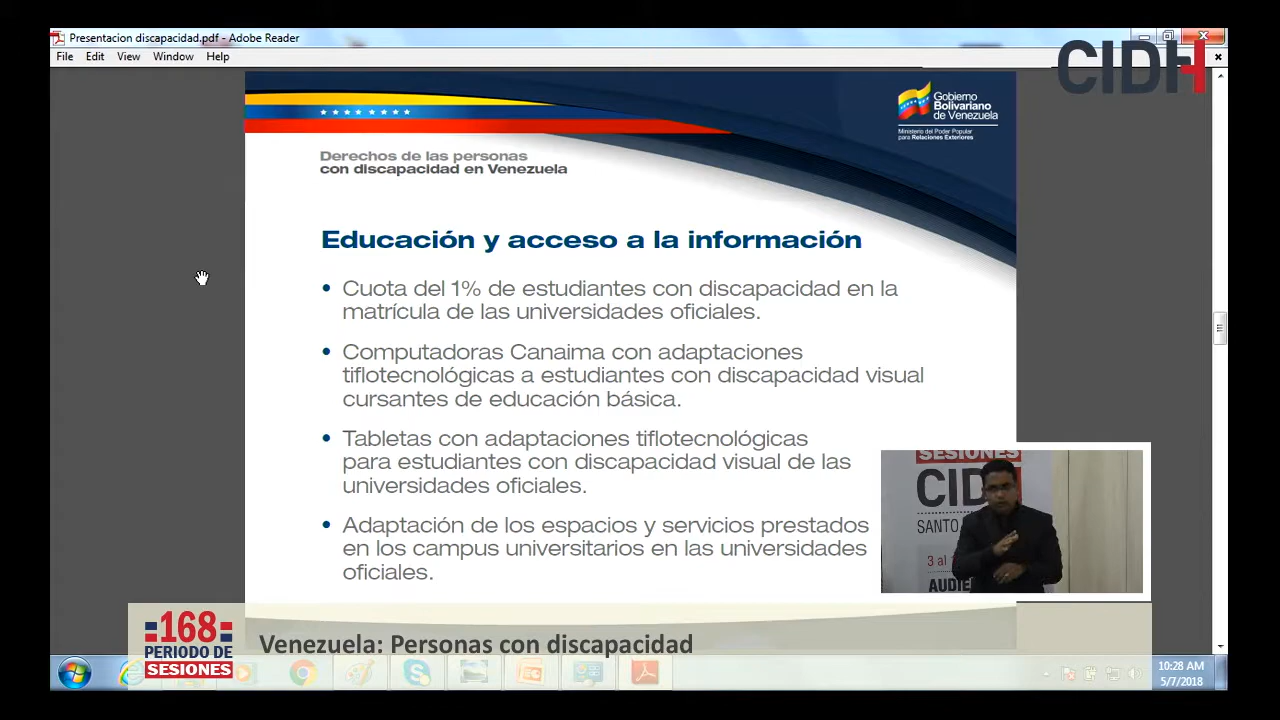 Presentacion discapacidad.pdf - Adobe Reader
File Edit View Window Help
CIDH
Gobierno
Bolivariano
de Venezuela
Ministerio del Poder Popular
para Relaciones Exteriores
Derechos de las personas
con discapacidad en Venezuela
Educación y acceso a la información
• Cuota del 1% de estudiantes con discapacidad en la
matrícula de las universidades oficiales.
• Computadoras Canaima con adaptaciones
tiflotecnológicas a estudiantes con discapacidad visual
cursantes de educación básica.
• Tabletas con adaptaciones tiflotecnológicas
para estudiantes con discapacidad visual de las
universidades oficiales.
• Adaptación de los espacios y servicios prestados
en los campus universitarios en las universidades
oficiales.
SESIONES
CIDH
SANTO
3 al
AUDIE
168
PERIODO DE
SESIONES
Venezuela: Personas con discapacidad
10:28 AM
5/7/2018